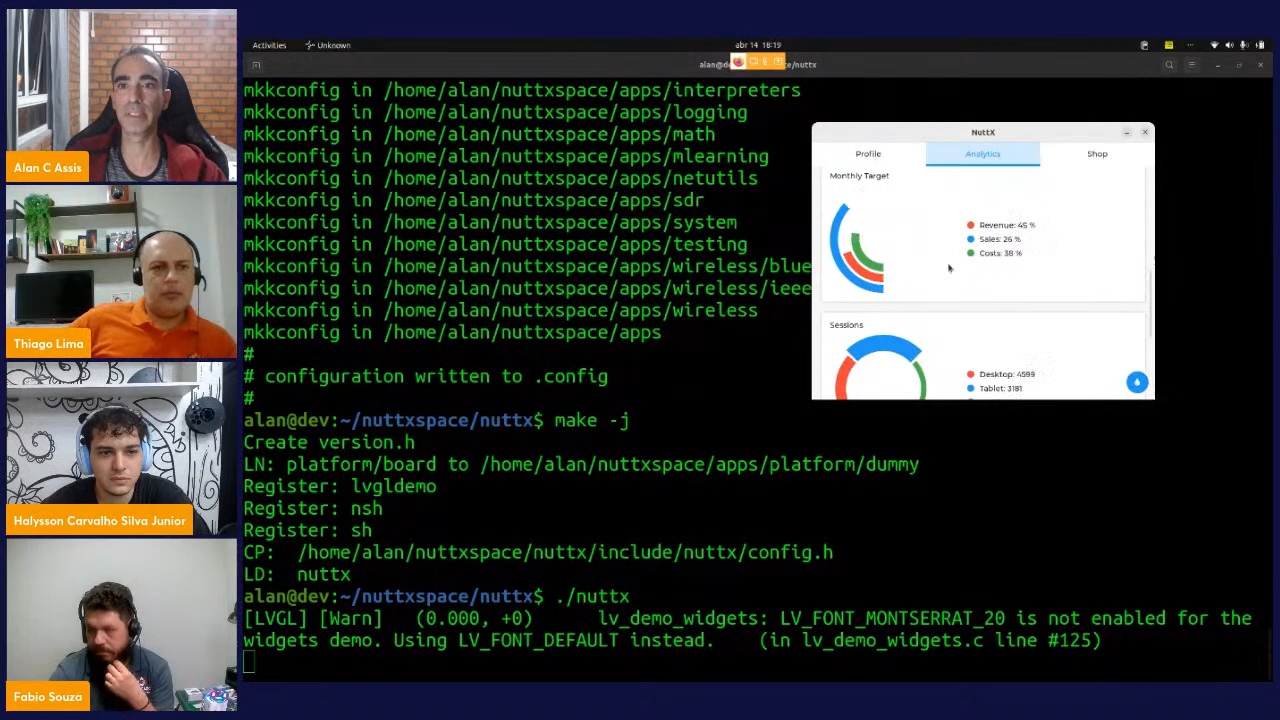 Alan C Assis
Thiago Lima
Halysson Carvalho Silva Junior
Fabio Souza
Activities
Unknown
abr 14 18:19
mkkconfig in /home/alan/nuttxspace/apps/interpreters
mkkconfig in /home/alan/nuttxspace/apps/logging
mkkconfig in /home/alan/nuttxspace/apps/math
mkkconfig in /home/alan/nuttxspace/apps/mlearning
mkkconfig in /home/alan/nuttxspace/apps/netutils
mkkconfig in /home/alan/nuttxspace/apps/sdr
mkkconfig in /home/alan/nuttxspace/apps/system
mkkconfig in /home/alan/nuttxspace/apps/testing
mkkconfig in /home/alan/nuttxspace/apps/wireless/blue
mkkconfig in /home/alan/nuttxspace/apps/wireless/ieee
mkkconfig in /home/alan/nuttxspace/apps/wireless
mkkconfig in /home/alan/nuttxspace/apps
#
# configuration written to .config
#
alan@dev:~/nuttxspace/nuttx$ make -j
Create version.h
LN: platform/board to /home/alan/nuttxspace/apps/platform/dummy
Register: lvgldemo
Register: nsh
Register: sh
CP: /home/alan/nuttxspace/nuttx/include/nuttx/config.h
LD: nuttx
alan@dev:~/nuttxspace/nuttx$ ./nuttx
[LVGL] [Warn] (0.000, +0) lv_demo_widgets: LV_FONT_MONTSERRAT_20 is not enabled for the
widgets demo. Using LV_FONT_DEFAULT instead. (in lv_demo_widgets.c line #125)
NuttX
Profile Analytics Shop
Monthly Target
Revenue: 45 %
Sales: 26 %
Costs: 38 %
Sessions
Desktop: 4599
Tablet: 3181